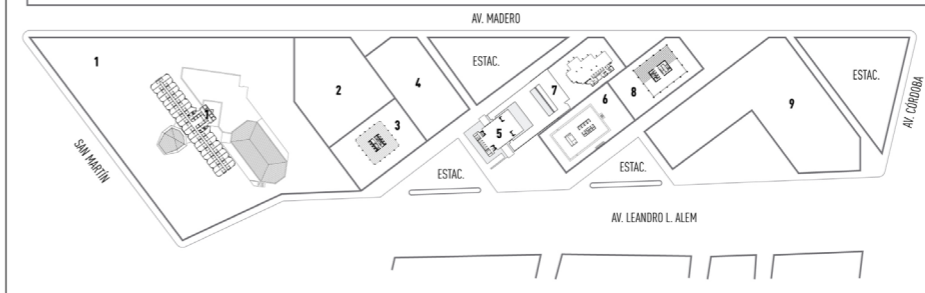 AV. MADERO
1
2
3
4
ESTAC.
5
7
6
8
ESTAC.
ESTAC.
9
ESTAC.
SAN MARTÍN
AV. CÓRDOBA
AV. LEANDRO L. ALEM